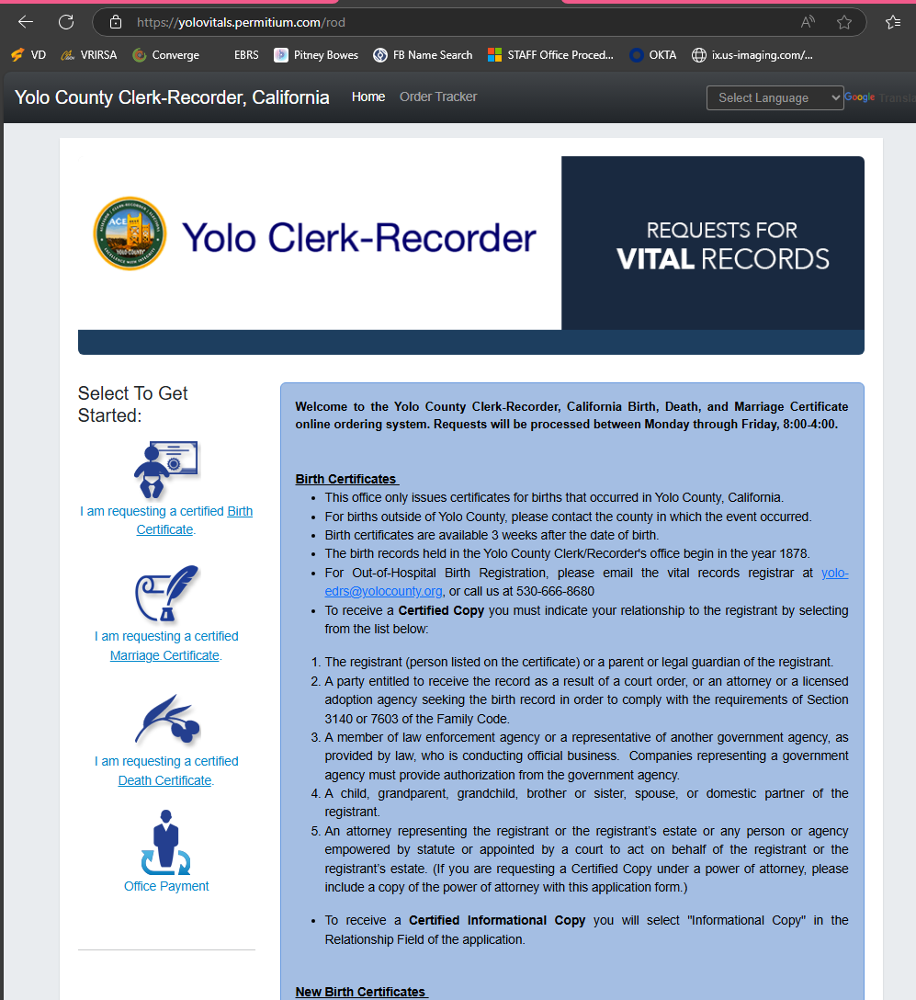 https://yolovitals.permitium.com/rod
VD VRIRSA Converge EBRS Pitney Bowes FB Name Search STAFF Office Proced... OKTA ix.us-imaging.com/...
Yolo County Clerk-Recorder, California Home Order Tracker Select Language Google Transla
ACE
YOLO COUNTY
Yolo Clerk-Recorder
REQUESTS FOR
VITAL RECORDS
Select To Get
Started:
I am requesting a certified Birth
Certificate.
I am requesting a certified
Marriage Certificate.
I am requesting a certified
Death Certificate.
Office Payment
Welcome to the Yolo County Clerk-Recorder, California Birth, Death, and Marriage Certificate
online ordering system. Requests will be processed between Monday through Friday, 8:00-4:00.
Birth Certificates
• This office only issues certificates for births that occurred in Yolo County, California.
• For births outside of Yolo County, please contact the county in which the event occurred.
• Birth certificates are available 3 weeks after the date of birth.
• The birth records held in the Yolo County Clerk/Recorder's office begin in the year 1878.
• For Out-of-Hospital Birth Registration, please email the vital records registrar at yolo-
edrs@yolocounty.org, or call us at 530-666-8680
• To receive a Certified Copy you must indicate your relationship to the registrant by selecting
from the list below:
1. The registrant (person listed on the certificate) or a parent or legal guardian of the registrant.
2. A party entitled to receive the record as a result of a court order, or an attorney or a licensed
adoption agency seeking the birth record in order to comply with the requirements of Section
3140 or 7603 of the Family Code.
3. A member of law enforcement agency or a representative of another government agency, as
provided by law, who is conducting official business. Companies representing a government
agency must provide authorization from the government agency.
4. A child, grandparent, grandchild, brother or sister, spouse, or domestic partner of the
registrant.
5. An attorney representing the registrant or the registrant's estate or any person or agency
empowered by statute or appointed by a court to act on behalf of the registrant or the
registrant's estate. (If you are requesting a Certified Copy under a power of attorney, please
include a copy of the power of attorney with this application form.)
• To receive a Certified Informational Copy you will select "Informational Copy" in the
Relationship Field of the application.
New Birth Certificates